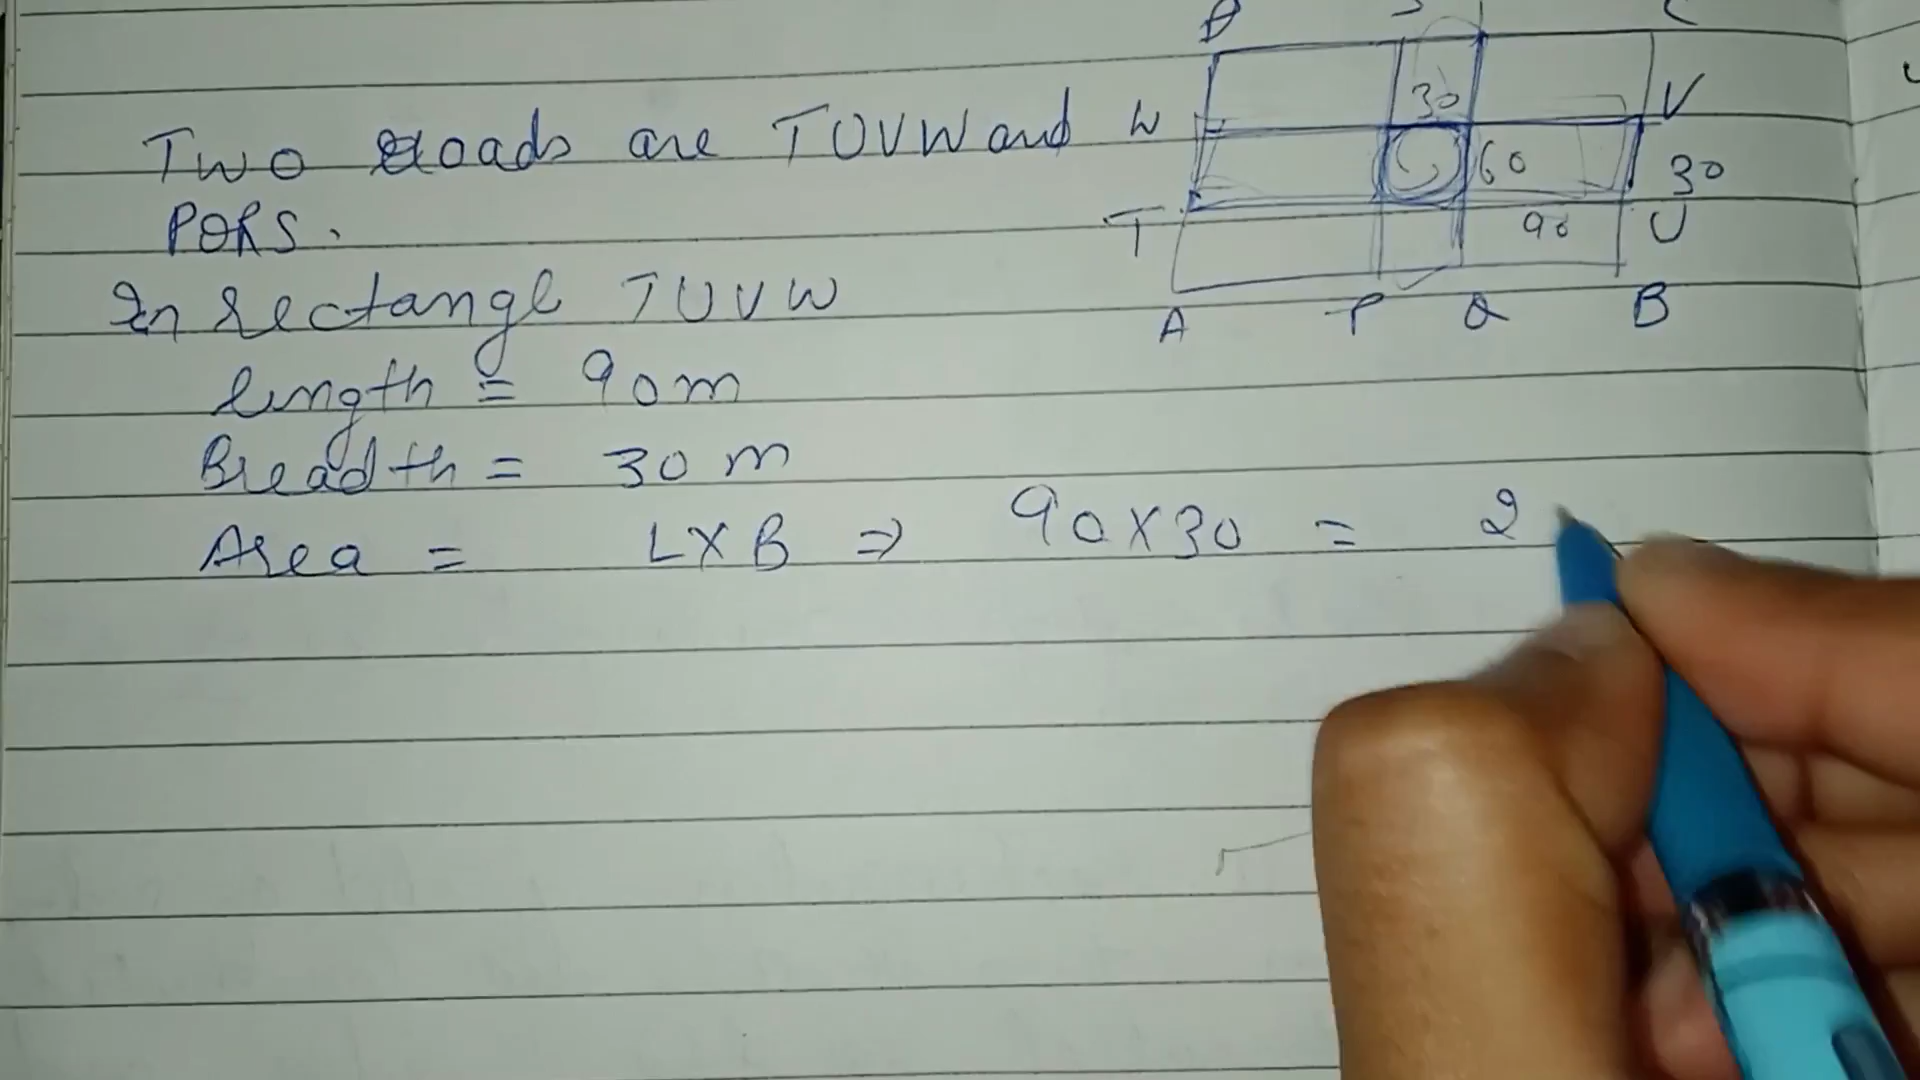 Two roads are TUVW and
PQRS.
In rectangle TUVW
length = 90m
Breadth = 30 m
Area = L X B ⇒ 90 X 30 = 2
D S C
30 V
W
60 30
T 90 U
A P Q B